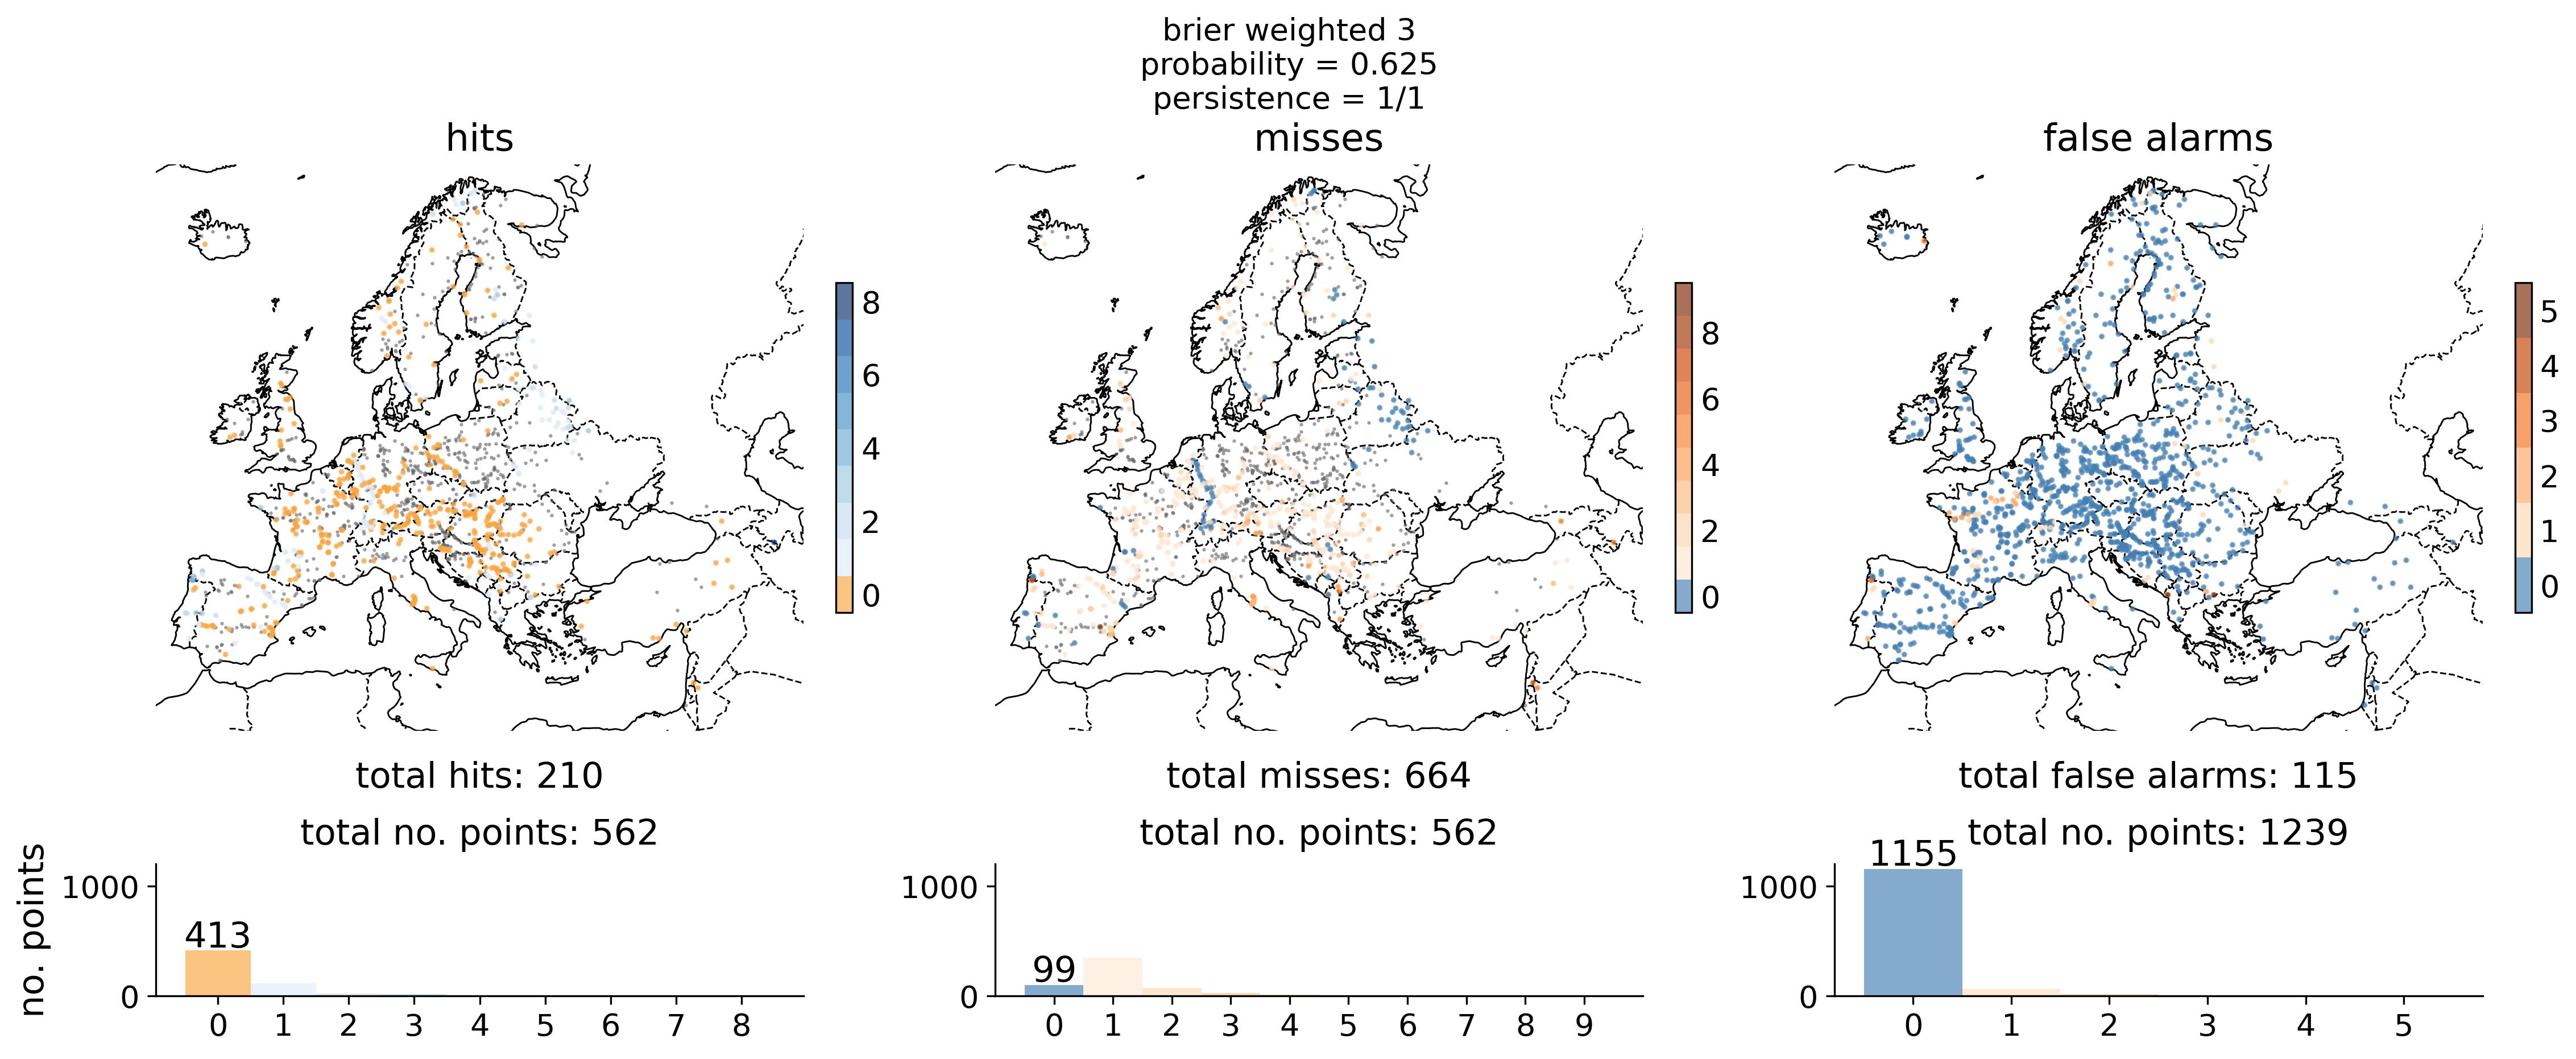 brier weighted 3
probability = 0.625
persistence = 1/1
hits
misses
false alarms
8
6
4
2
0
8
6
4
2
0
5
4
3
2
1
0
total hits: 210
total misses: 664
total false alarms: 115
total no. points: 562
total no. points: 562
total no. points: 1239
no. points
1000
0
413
0 1 2 3 4 5 6 7 8
1000
0
99
0 1 2 3 4 5 6 7 8 9
1000
0
1155
0 1 2 3 4 5